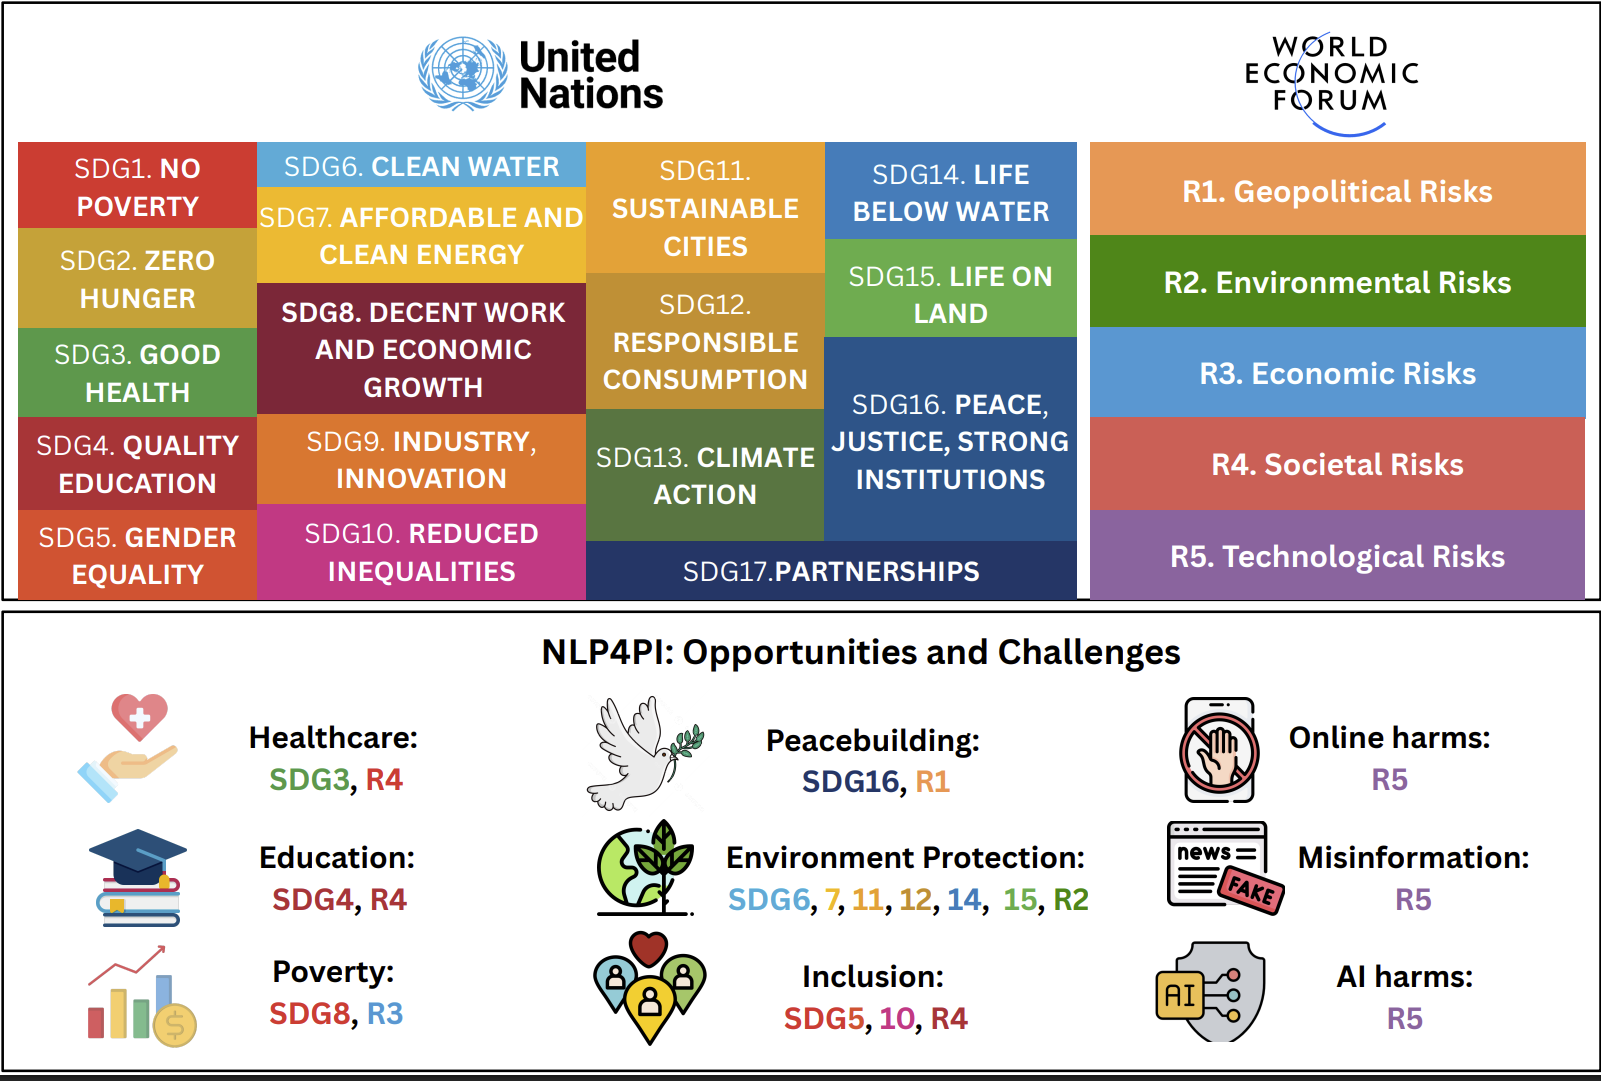 United
Nations
WORLD
ECONOMIC
FORUM
SDG1. NO
POVERTY
SDG2. ZERO
HUNGER
SDG3. GOOD
HEALTH
SDG4. QUALITY
EDUCATION
SDG5. GENDER
EQUALITY
SDG6. CLEAN WATER
SDG7. AFFORDABLE AND
CLEAN ENERGY
SDG8. DECENT WORK
AND ECONOMIC
GROWTH
SDG9. INDUSTRY,
INNOVATION
SDG10. REDUCED
INEQUALITIES
SDG11.
SUSTAINABLE
CITIES
SDG12.
RESPONSIBLE
CONSUMPTION
SDG13. CLIMATE
ACTION
SDG14. LIFE
BELOW WATER
SDG15. LIFE ON
LAND
SDG16. PEACE,
JUSTICE, STRONG
INSTITUTIONS
SDG17.PARTNERSHIPS
R1. Geopolitical Risks
R2. Environmental Risks
R3. Economic Risks
R4. Societal Risks
R5. Technological Risks
NLP4PI: Opportunities and Challenges
Healthcare:
SDG3, R4
Education:
SDG4, R4
Poverty:
SDG8, R3
Peacebuilding:
SDG16, R1
Environment Protection:
SDG6, 7, 11, 12, 14, 15, R2
Inclusion:
SDG5, 10, R4
Online harms:
R5
news
FAKE
Misinformation:
R5
AI
AI harms:
R5